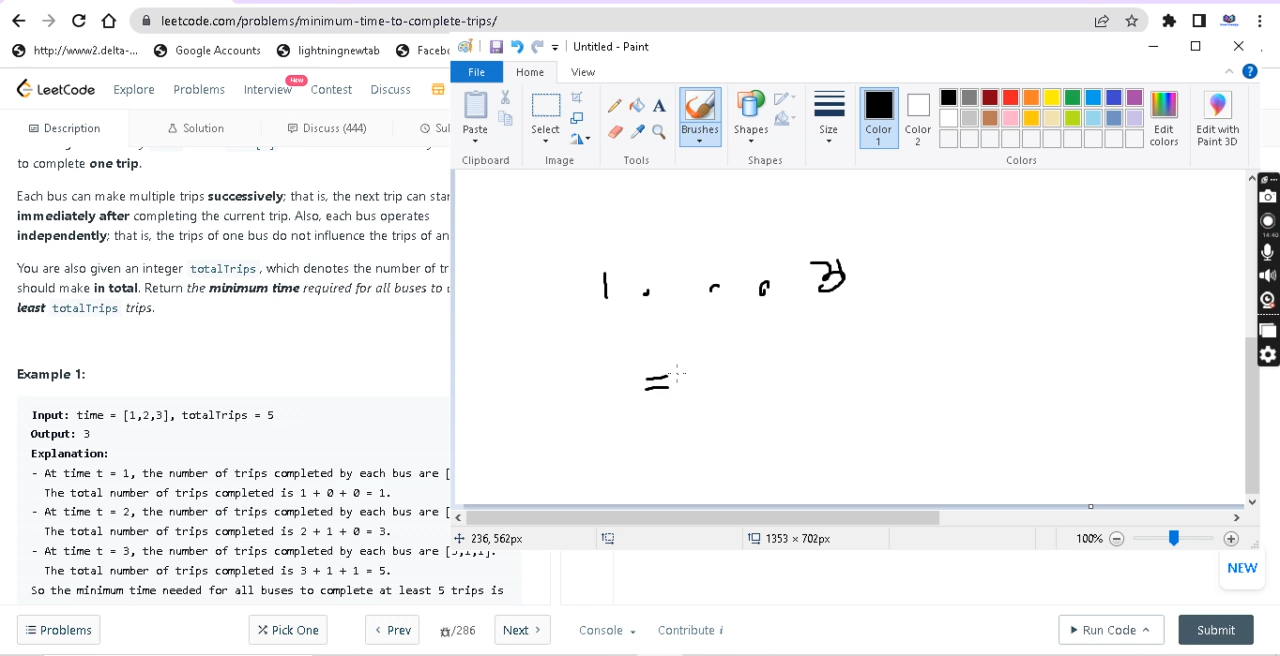 leetcode.com/problems/minimum-time-to-complete-trips/
http://www2.delta-... Google Accounts lightningnewtab Faceb
Untitled - Paint
File Home View
LeetCode Explore Problems Interview New Contest Discuss
Paste Select Brushes Shapes Size Color 1 Color 2 Edit colors Edit with Paint 3D
Clipboard Image Tools Shapes Colors
Description Solution Discuss (444) Su
to complete one trip.
Each bus can make multiple trips successively; that is, the next trip can star
immediately after completing the current trip. Also, each bus operates
independently; that is, the trips of one bus do not influence the trips of an
You are also given an integer totalTrips, which denotes the number of tr
should make in total. Return the minimum time required for all buses to
least totalTrips trips.
1 . . .
=
Example 1:
Input: time = [1,2,3], totalTrips = 5
Output: 3
Explanation:
- At time t = 1, the number of trips completed by each bus are [
The total number of trips completed is 1 + 0 + 0 = 1.
- At time t = 2, the number of trips completed by each bus are [
The total number of trips completed is 2 + 1 + 0 = 3.
- At time t = 3, the number of trips completed by each bus are [3,1,1].
The total number of trips completed is 3 + 1 + 1 = 5.
So the minimum time needed for all buses to complete at least 5 trips is
236, 562px 1353 × 702px 100%
14:40
NEW
Problems Pick One Prev /286 Next Console Contribute i Run Code Submit